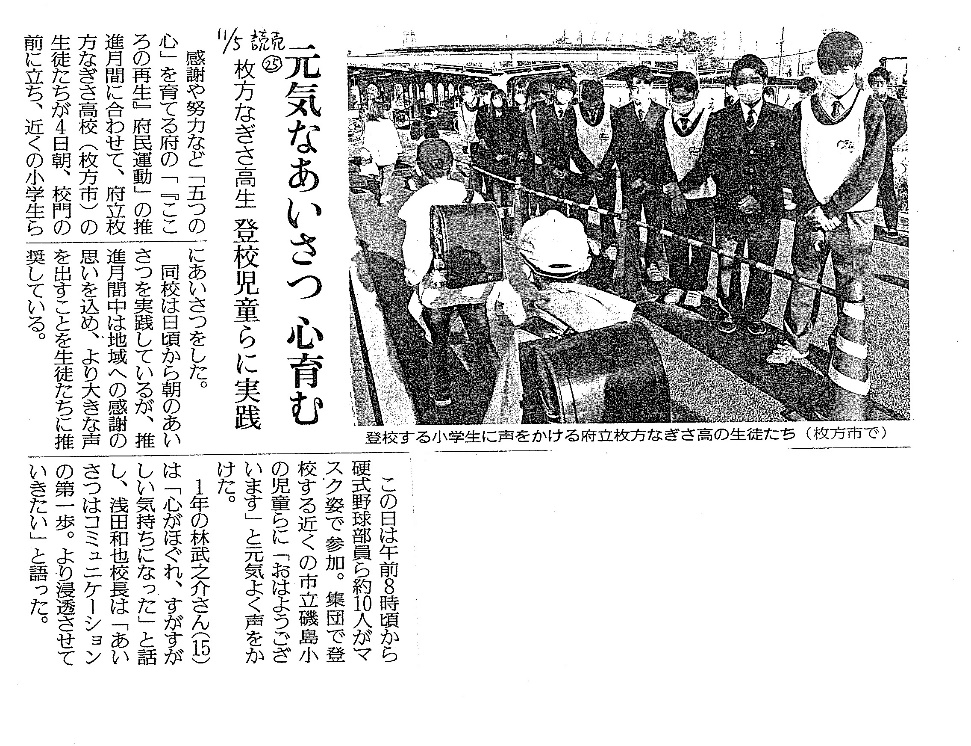 11/5 読売
㉕
元気なあいさつ 心育む
枚方なぎさ高生 登校児童らに実践
感謝や努力など「五つの
心」を育てる府の「『ここ
ろの再生』府民運動」の推
進月間に合わせて、府立枚
方なぎさ高校（枚方市）の
生徒たちが4日朝、校門の
前に立ち、近くの小学生ら
にあいさつをした。
同校は日頃から朝のあい
さつを実践しているが、推
進月間中は地域への感謝の
思いを込め、より大きな声
を出すことを生徒たちに推
奨している。
この日は午前8時頃から
硬式野球部員ら約10人がマ
スク姿で参加。集団で登
校する近くの市立磯島小
の児童らに「おはようござ
います」と元気よく声をか
けた。
1年の林武之介さん(15)
は「心がほぐれ、すがすが
しい気持ちになった」と話
し、浅田和也校長は「あい
さつはコミュニケーション
の第一歩。より浸透させて
いきたい」と語った。
登校する小学生に声をかける府立枚方なぎさ高の生徒たち（枚方市で）